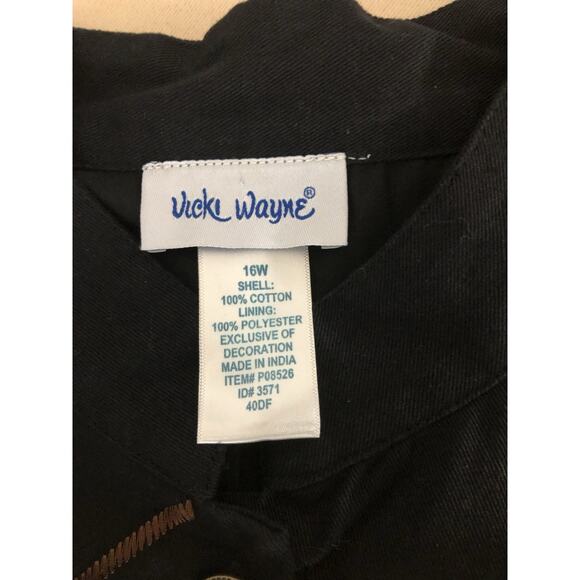 Vicki Wayne®
16W
SHELL:
100% COTTON
LINING:
100% POLYESTER
EXCLUSIVE OF
DECORATION
MADE IN INDIA
ITEM# P08526
ID# 3571
40DF